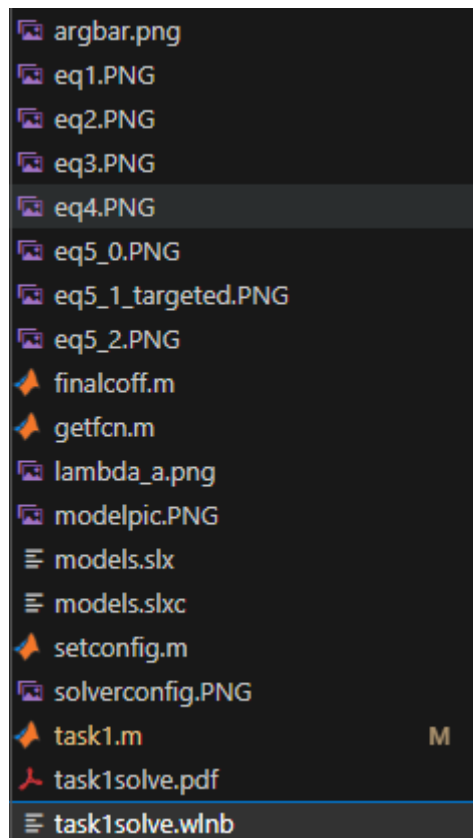 argbar.png
eq1.PNG
eq2.PNG
eq3.PNG
eq4.PNG
eq5_0.PNG
eq5_1_targeted.PNG
eq5_2.PNG
finalcoff.m
getfcn.m
lambda_a.png
modelpic.PNG
models.slx
models.slxc
setconfig.m
solverconfig.PNG
task1.m M
task1solve.pdf
task1solve.wlnb